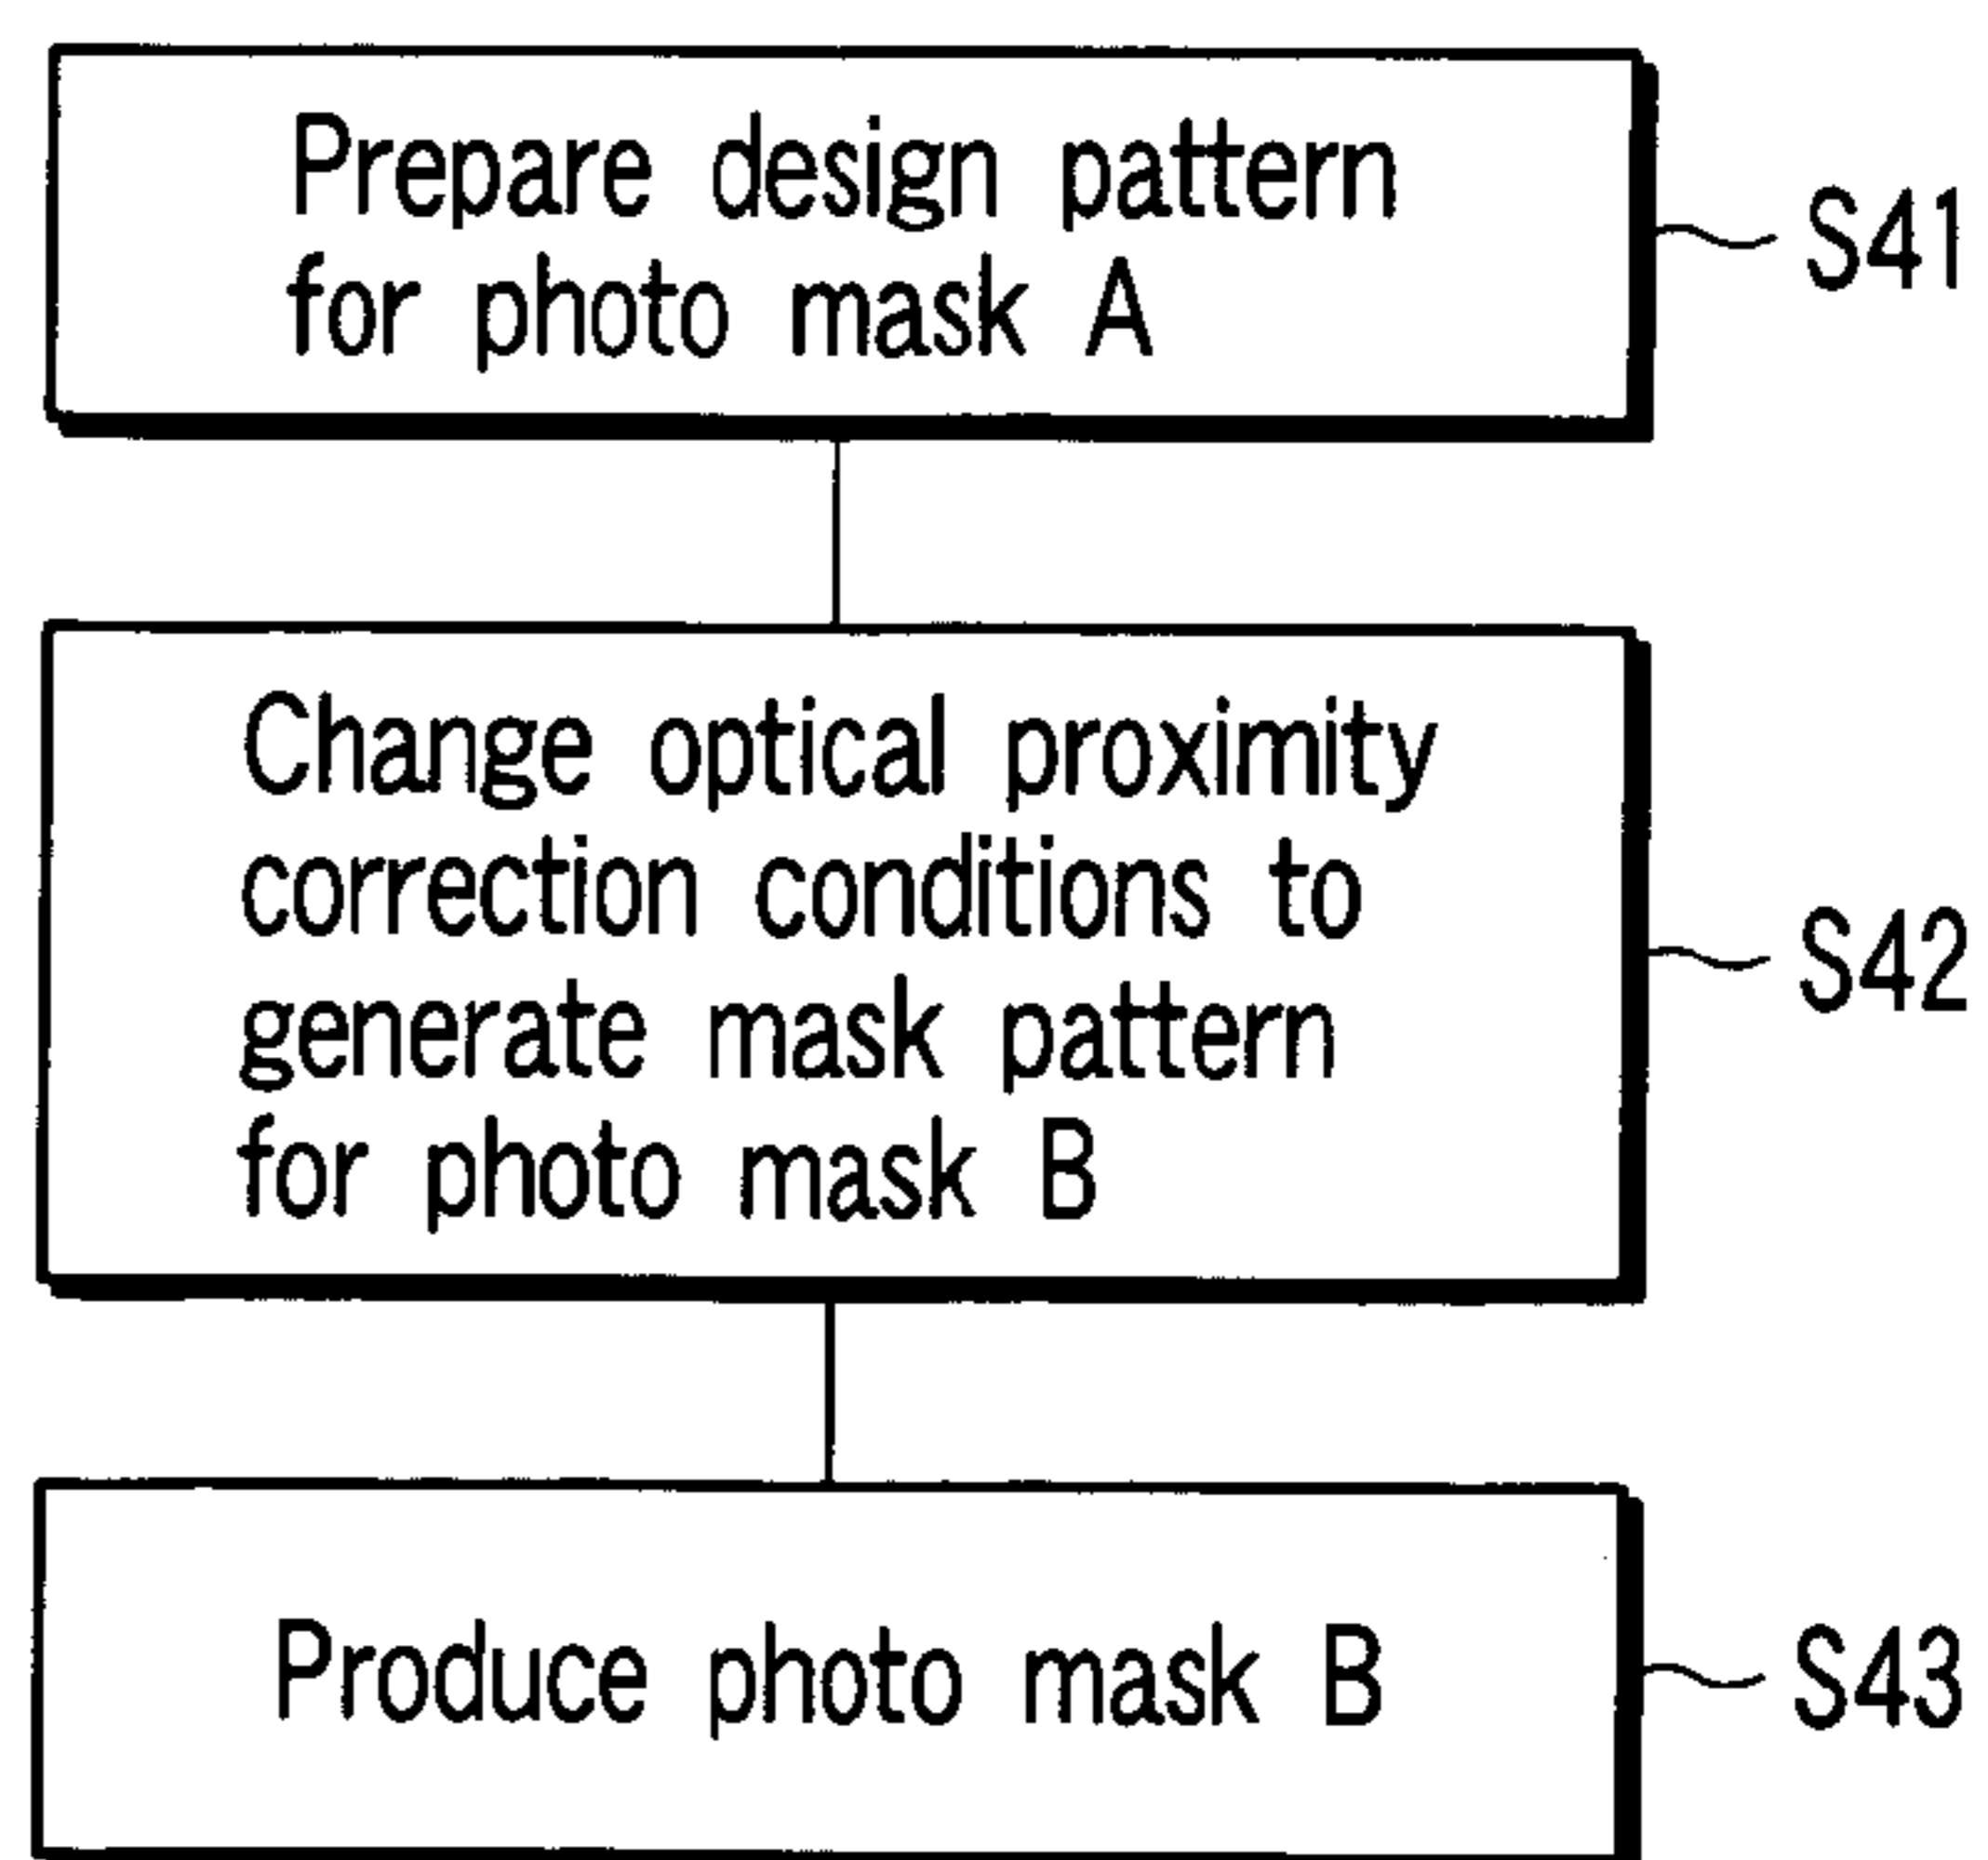 Prepare design pattern
for photo mask A
S41
Change optical proximity
correction conditions to
generate mask pattern
for photo mask B
S42
Produce photo mask B
S43